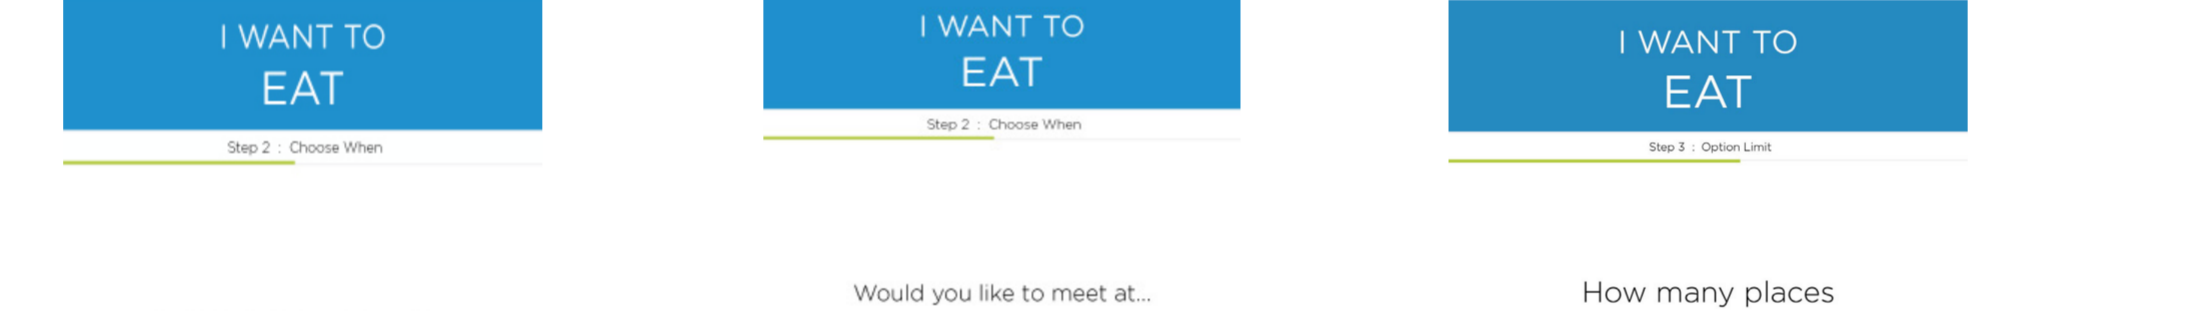 I WANT TO
EAT
Step 2 : Choose When
I WANT TO
EAT
Step 2 : Choose When
Would you like to meet at...
I WANT TO
EAT
Step 3 : Option Limit
How many places